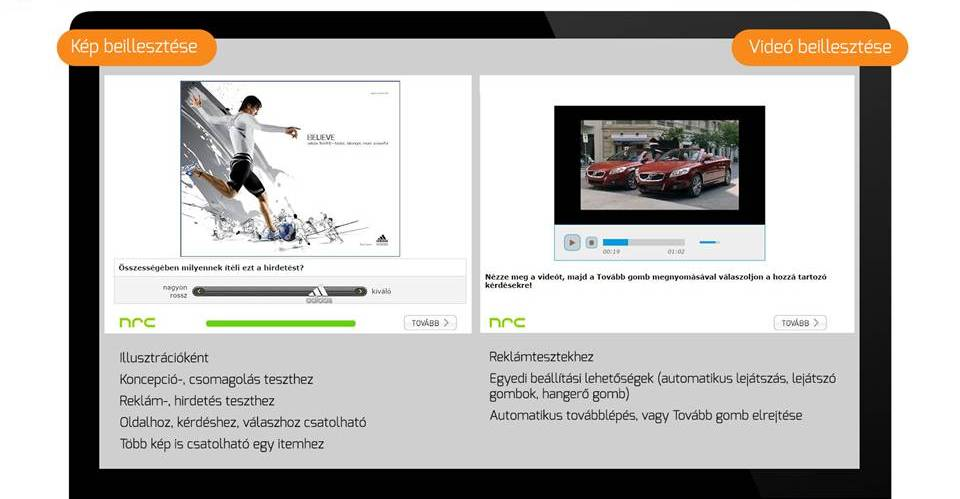 Kép beillesztése
Videó beillesztése
BELIEVE
adidas
Összességében milyennek ítéli ezt a hirdetést?
nagyon
rossz
kiváló
adidas
nrc
TOVÁBB
00:19
01:02
Nézze meg a videót, majd a Tovább gomb megnyomásával válaszoljon a hozzá tartozó
kérdésekre!
nrc
TOVÁBB
Illusztrációként
Koncepció-, csomagolás teszthez
Reklám-, hirdetés teszthez
Oldalhoz, kérdéshez, válaszhoz csatolható
Több kép is csatolható egy itemhez
Reklámtesztekhez
Egyedi beállítási lehetőségek (automatikus lejátszás, lejátszó
gombok, hangerő gomb)
Automatikus továbblépés, vagy Tovább gomb elrejtése